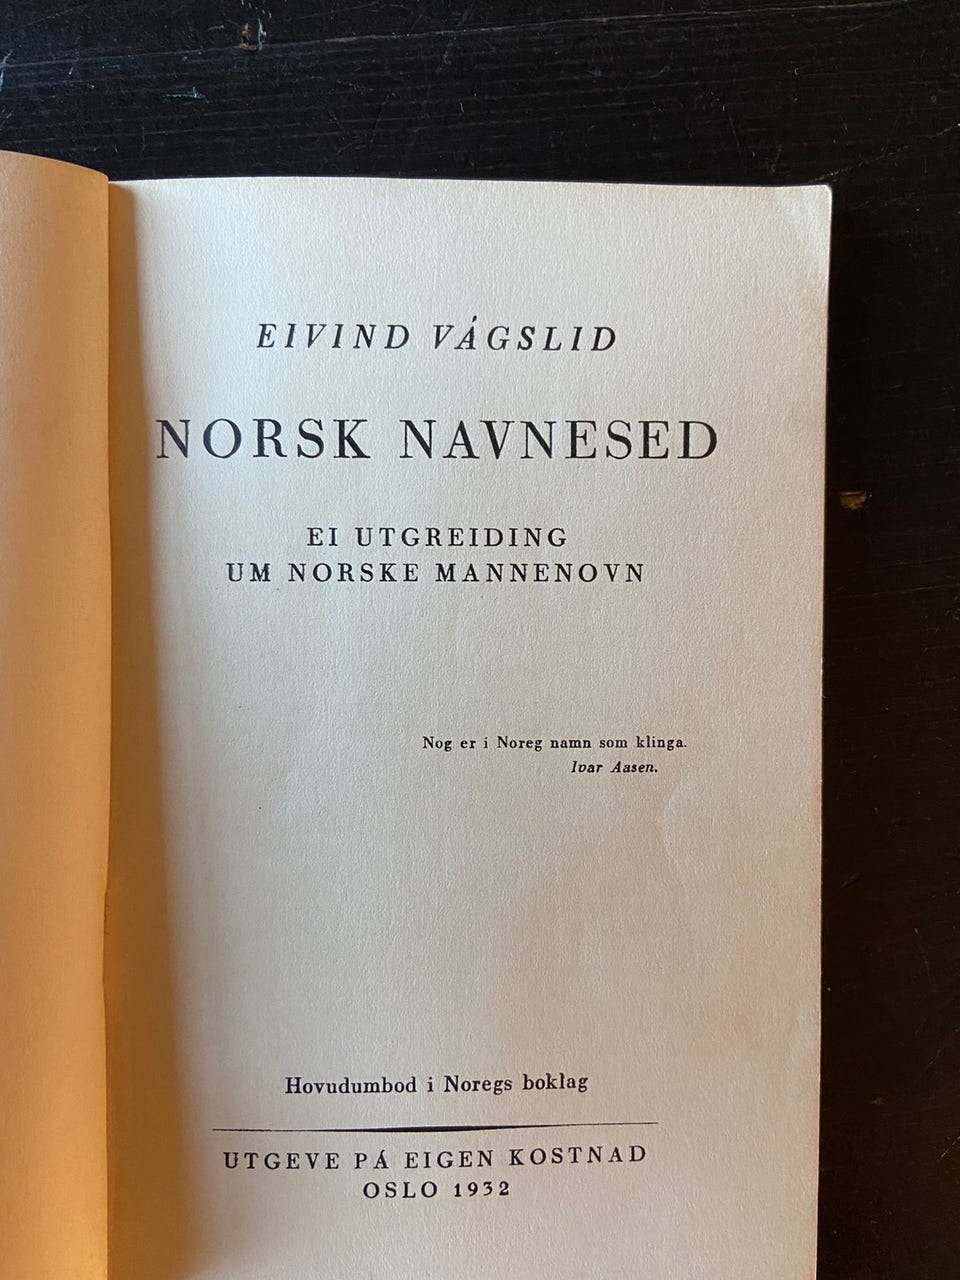 EIVIND VÁGSLID
NORSK NAVNESED
EI UTGREIDING
UM NORSKE MANNENOVN
Nog er i Noreg namn som klinga.
Ivar Aasen.
Hovudumbod i Noregs boklag
UTGEVE PÁ EIGEN KOSTNAD
OSLO 1932